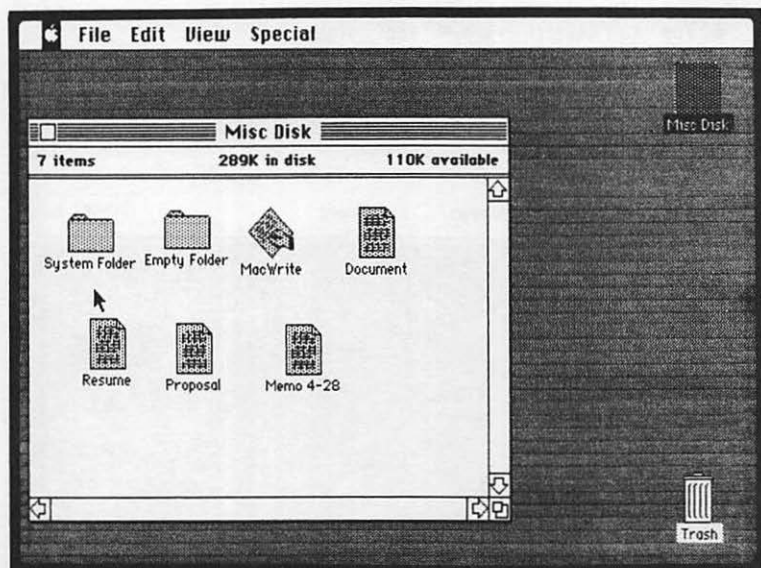 File Edit View Special
Misc Disk
Misc Disk
7 items 289K in disk 110K available
System Folder Empty Folder MacWrite Document
Resume Proposal Memo 4-28
Trash